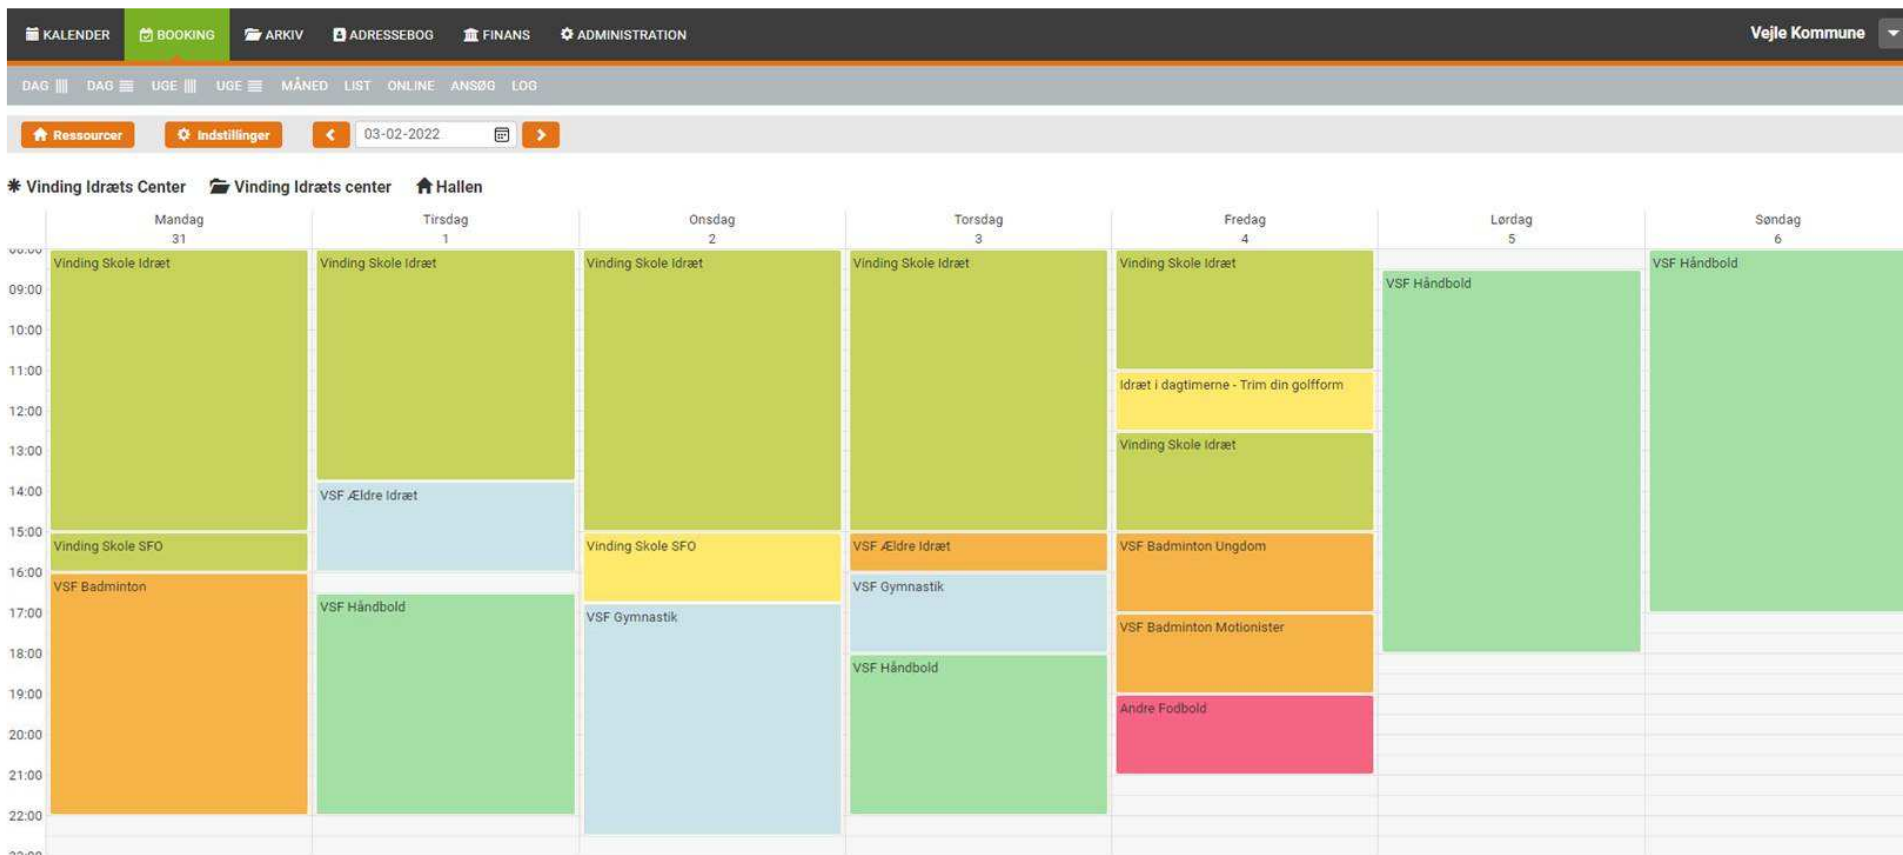 KALENDER BOOKING ARKIV ADRESSEBOG FINANS ADMINISTRATION Vejle Kommune
DAG DAG UGE UGE MÅNED LIST ONLINE ANSØG LOG
Ressourcer Indstillinger 03-02-2022
Vinding Idræts Center Vinding Idræts center Hallen
Mandag Tirsdag Onsdag Torsdag Fredag Lørdag Søndag
31 1 2 3 4 5 6
Vinding Skole Idræt Vinding Skole Idræt Vinding Skole Idræt Vinding Skole Idræt Vinding Skole Idræt VSF Håndbold
09:00 VSF Håndbold
10:00
11:00
Idræt i dagtimerne - Trim din golfform
12:00
13:00 Vinding Skole Idræt
14:00 VSF Ældre Idræt
15:00
Vinding Skole SFO Vinding Skole SFO VSF Ældre Idræt VSF Badminton Ungdom
16:00
VSF Badminton VSF Gymnastik
17:00 VSF Håndbold VSF Gymnastik
VSF Badminton Motionister
18:00
VSF Håndbold
19:00
Andre Fodbold
20:00
21:00
22:00